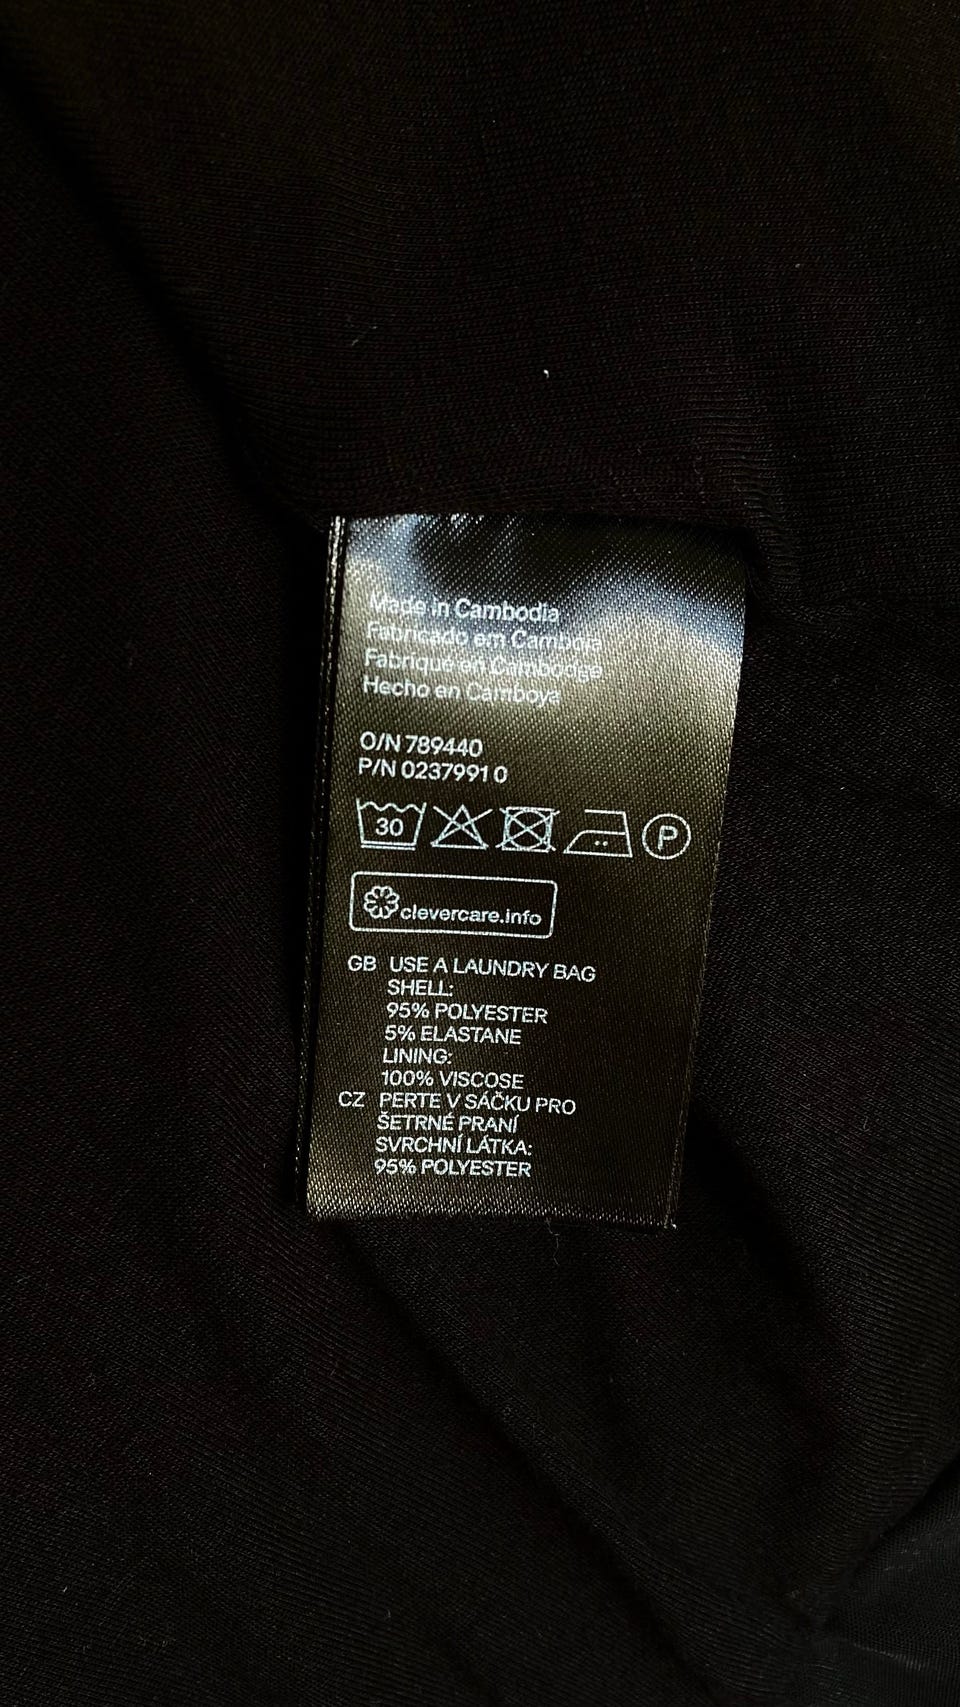 Made in Cambodia
Fabricado em Camboja
Fabriqué en Cambodge
Hecho en Camboya
O/N 789440
P/N 0237991 0
30 P
clevercare.info
GB USE A LAUNDRY BAG
SHELL:
95% POLYESTER
5% ELASTANE
LINING:
100% VISCOSE
CZ PERTE V SÁČKU PRO
ŠETRNÉ PRANÍ
SVRCHNÍ LÁTKA:
95% POLYESTER